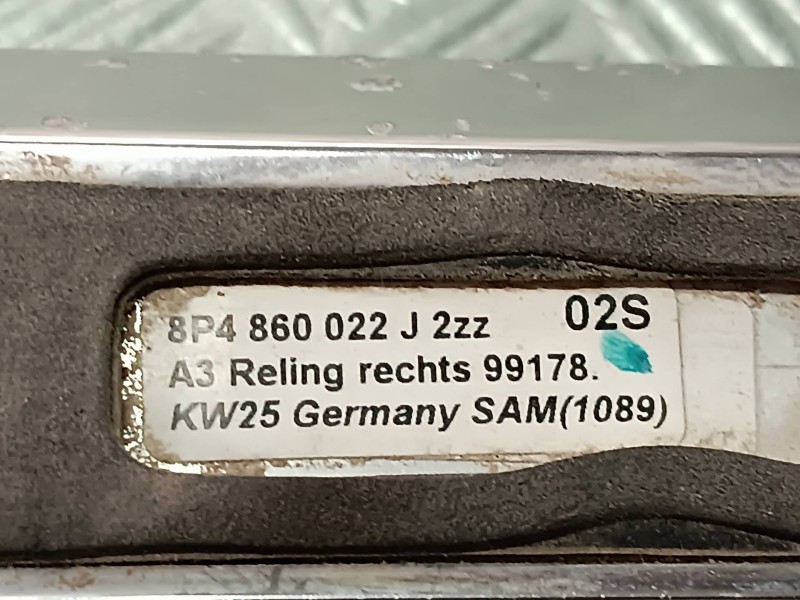 8P4 860 022 J 2zz 02S
A3 Reling rechts 99178.
KW25 Germany SAM(1089)